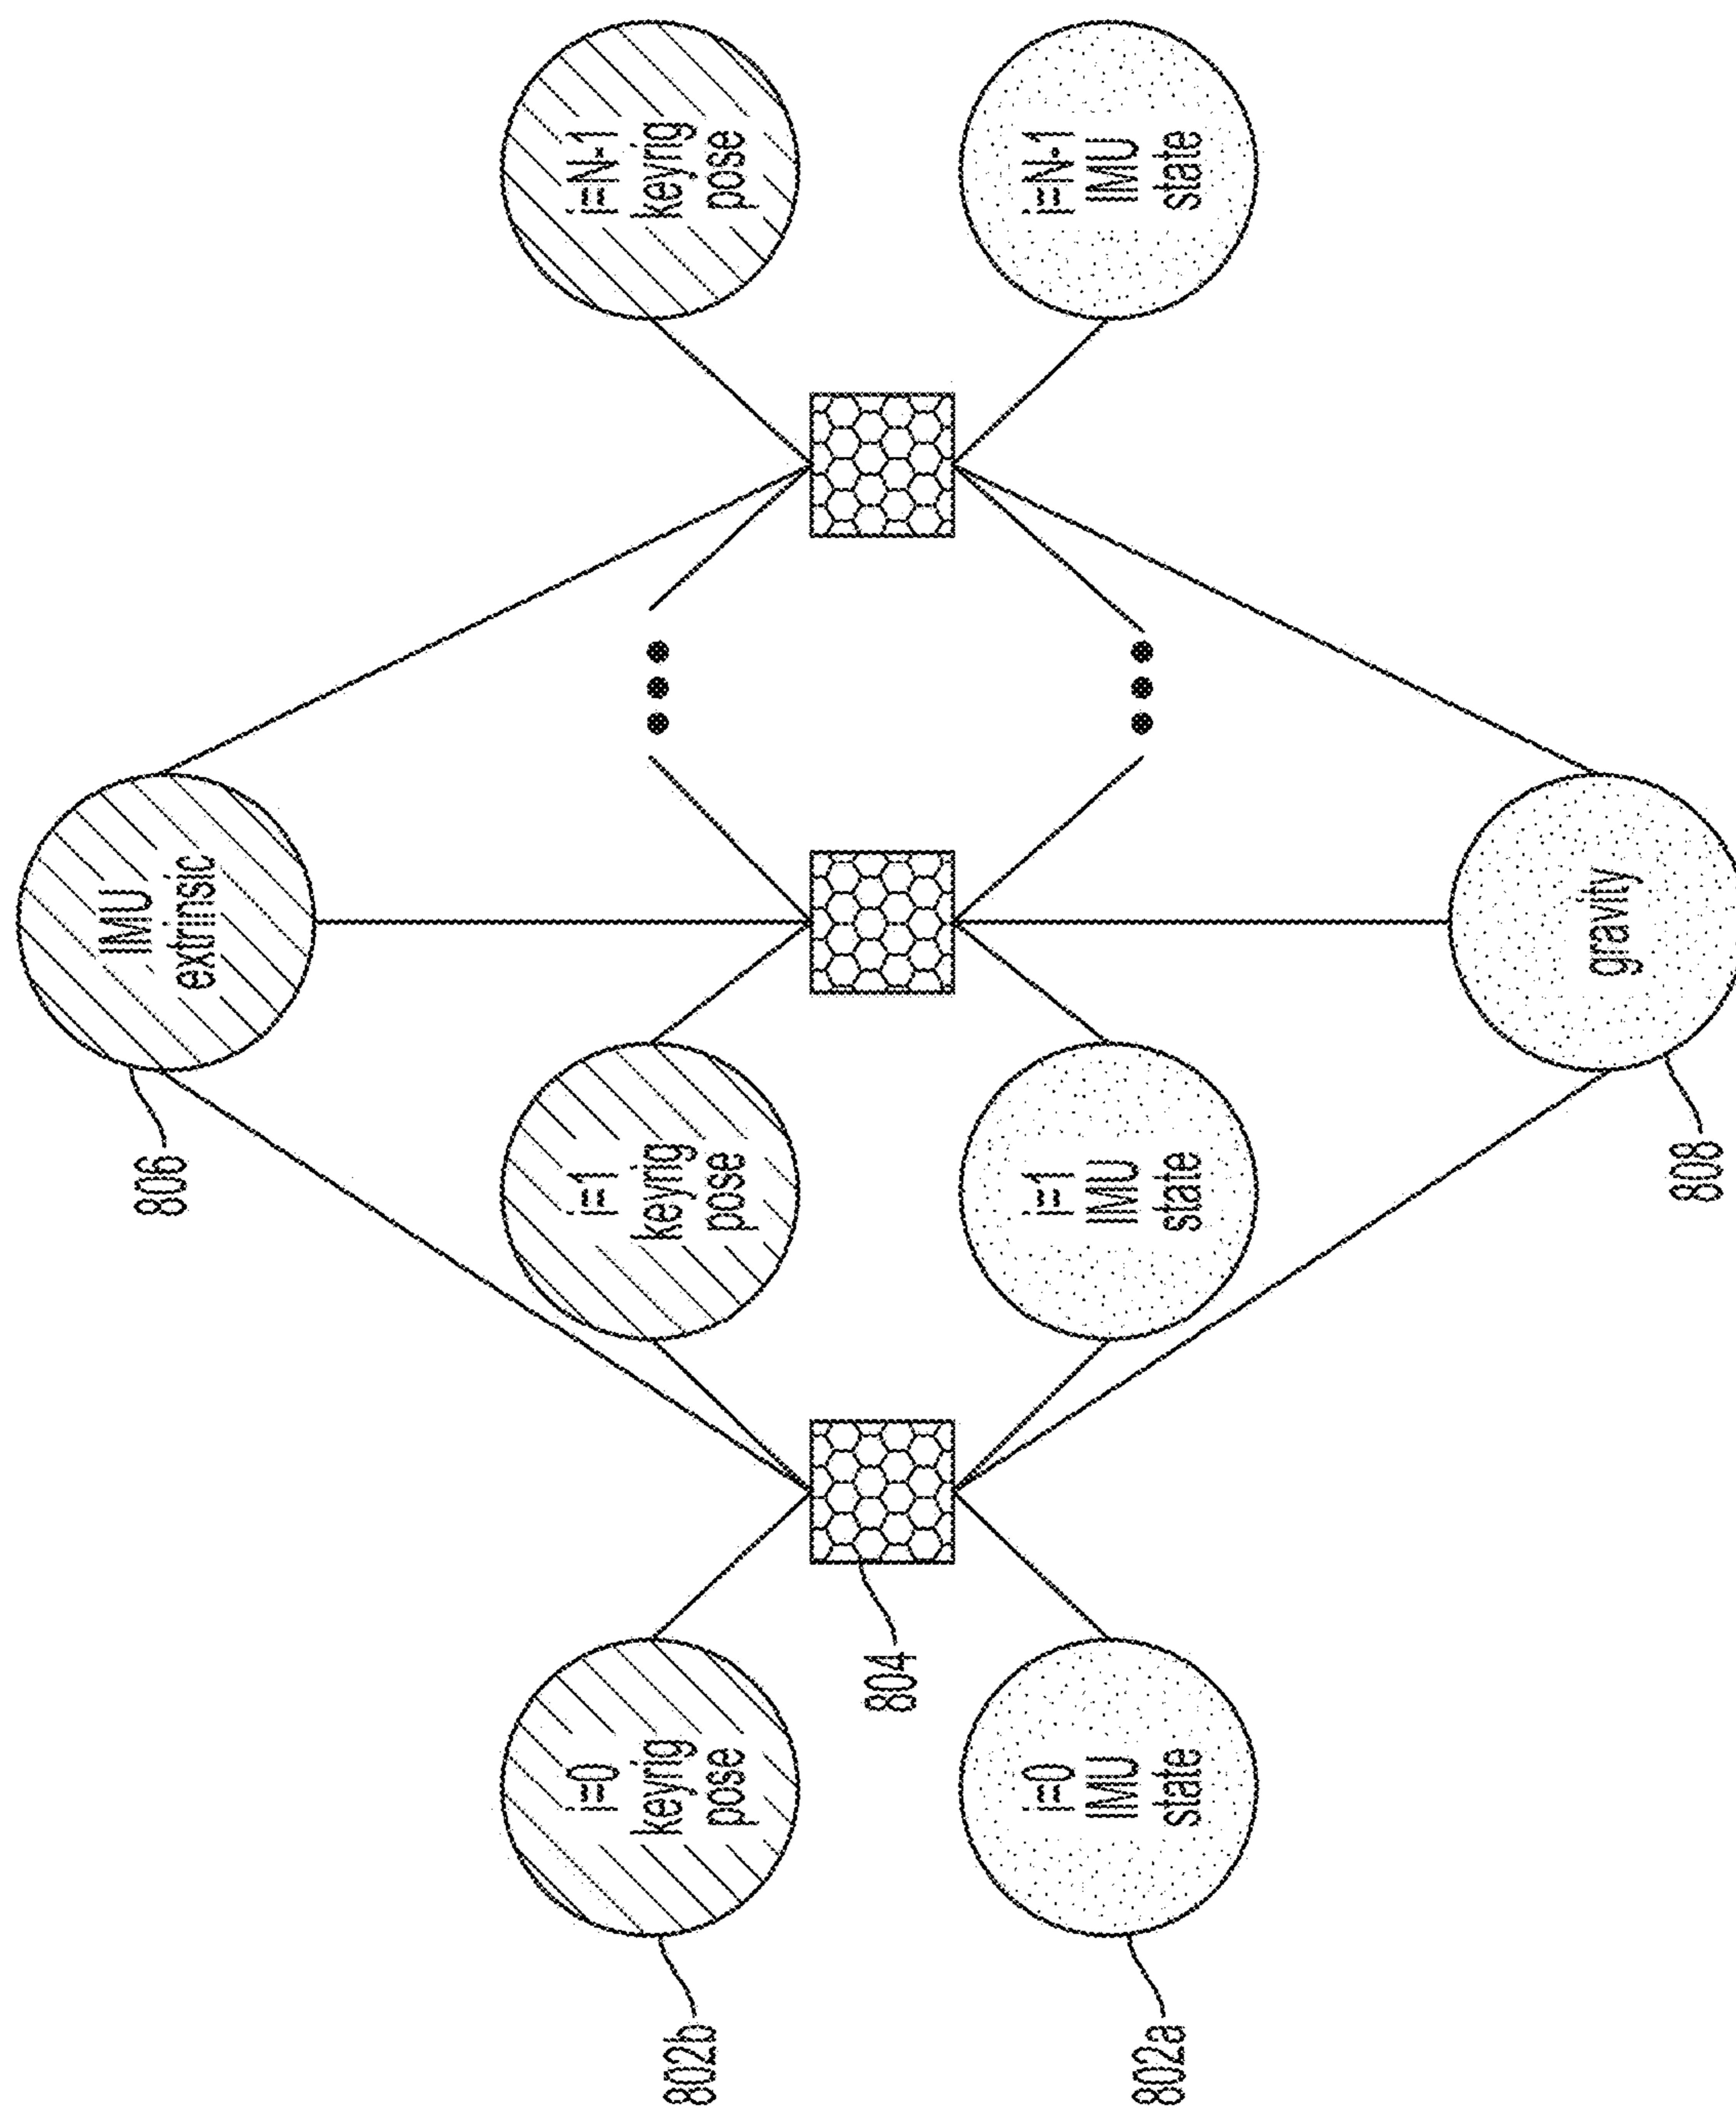 IMU
extrinsic
806
i=0
keyrig
pose
802b
i=1
keyrig
pose
i=N-1
keyrig
pose
804
i=0
IMU
state
802a
i=1
IMU
state
i=N-1
IMU
state
gravity
808